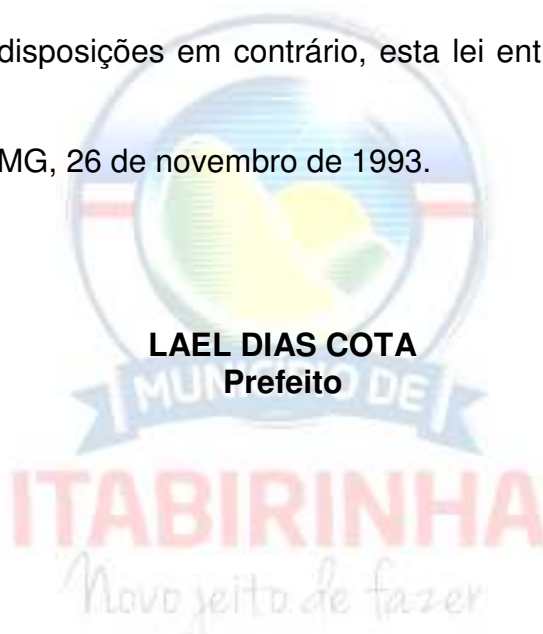 disposições em contrário, esta lei ent
MG, 26 de novembro de 1993.
LAEL DIAS COTA
Prefeito
MUNICÍPIO DE
ITABIRINHA
Novo jeito de fazer